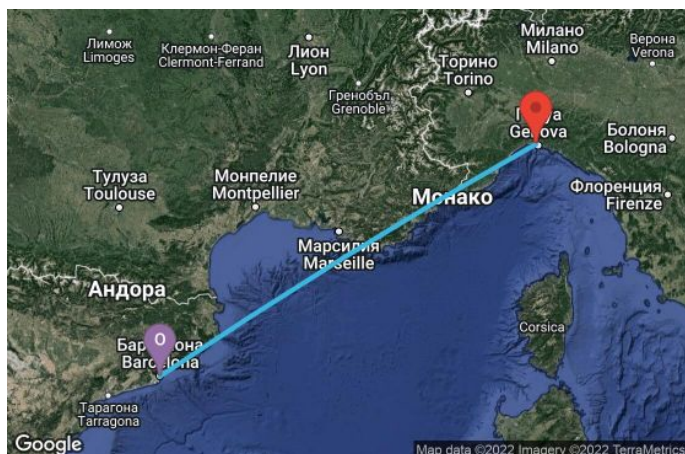 Лимож
Limoges
Клермон-Феран
Clermont-Ferrand
Лион
Lyon
Милано
Milano
Верона
Verona
Торино
Torino
Гренобъл
Grenoble
Genova
Болоня
Bologna
Тулуза
Toulouse
Монпелие
Montpellier
Монако
Флоренция
Firenze
Марсилия
Marseille
Андора
O
Barcelona
Corsica
Тарагона
Tarragona
Google
Map data ©2022 Imagery ©2022 TerraMetrics